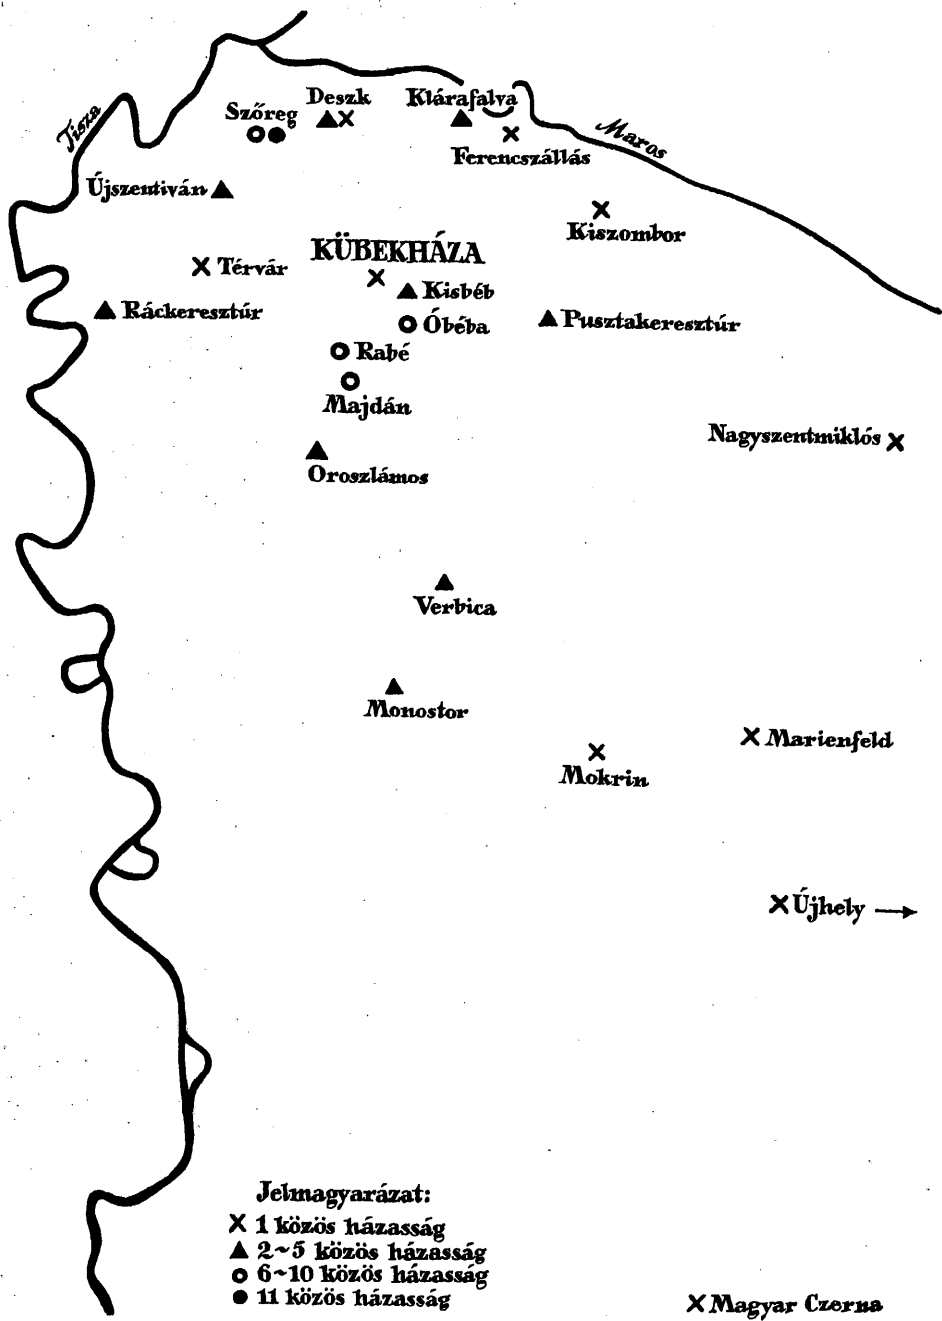 Tisza
Deszk
Klárafalva
Szőreg
Maros
Ferencszállás
Újszentiván
Kiszombor
KÜBEKHÁZA
Térvár
Kisbéb
Ráckeresztúr
Óbéba
Pusztakeresztúr
Rabé
Majdán
Nagyszentmiklós
Oroszlámos
Verbica
Monostor
Marienfeld
Mokrin
Újhely
Jelmagyarázat:
1 közös házasság
2~5 közös házasság
6~10 közös házasság
11 közös házasság
Magyar Czerna